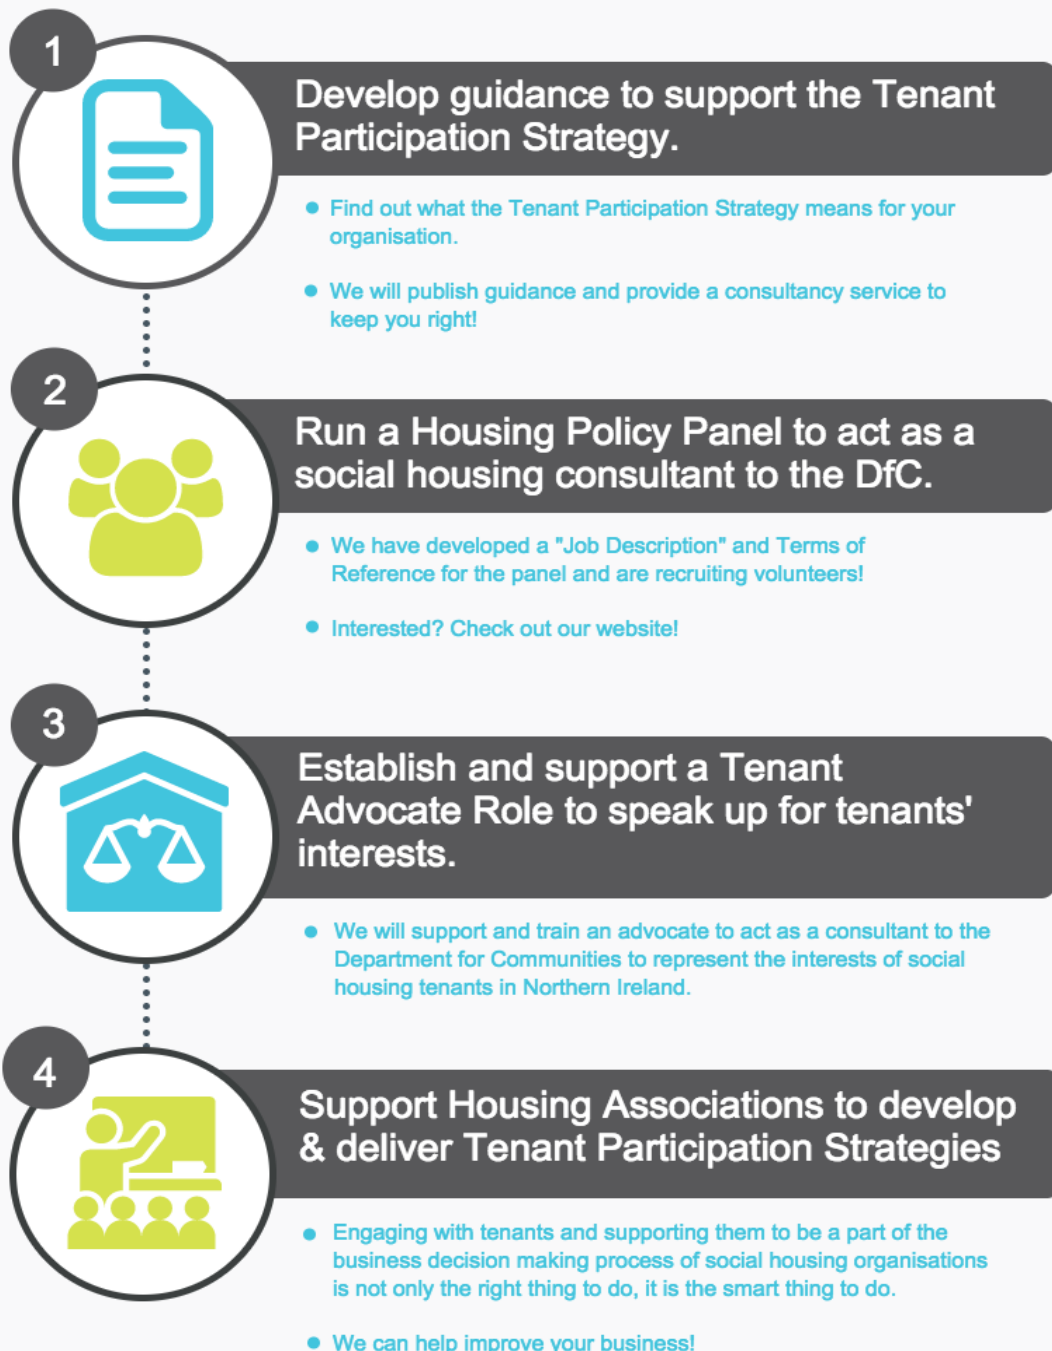 1
Develop guidance to support the Tenant
Participation Strategy.
Find out what the Tenant Participation Strategy means for your
organisation.
We will publish guidance and provide a consultancy service to
keep you right!
2
Run a Housing Policy Panel to act as a
social housing consultant to the DfC.
We have developed a "Job Description" and Terms of
Reference for the panel and are recruiting volunteers!
Interested? Check out our website!
3
Establish and support a Tenant
Advocate Role to speak up for tenants'
interests.
We will support and train an advocate to act as a consultant to the
Department for Communities to represent the interests of social
housing tenants in Northern Ireland.
4
Support Housing Associations to develop
& deliver Tenant Participation Strategies
Engaging with tenants and supporting them to be a part of the
business decision making process of social housing organisations
is not only the right thing to do, it is the smart thing to do.
We can help improve your business!